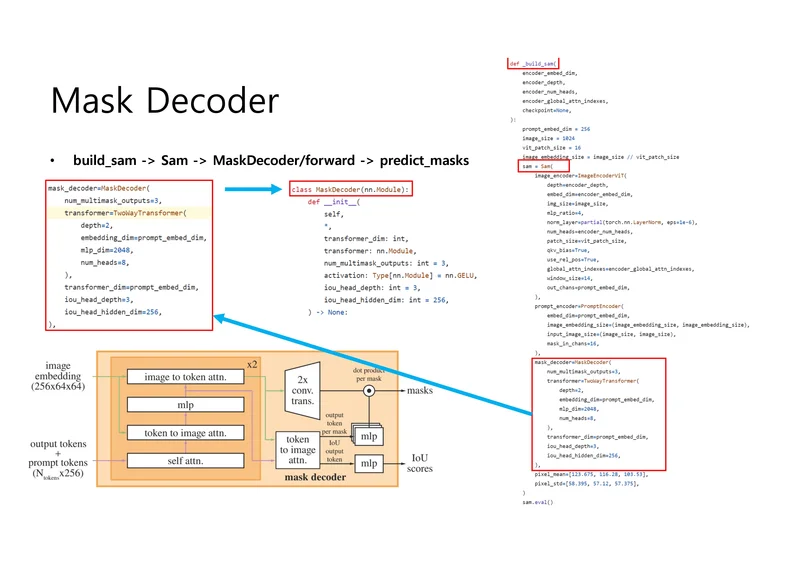 Mask Decoder
• build_sam -> Sam -> MaskDecoder/forward -> predict_masks
mask_decoder=MaskDecoder(
num_multimask_outputs=3,
transformer=TwoWayTransformer(
depth=2,
embedding_dim=prompt_embed_dim,
mlp_dim=2048,
num_heads=8,
),
transformer_dim=prompt_embed_dim,
iou_head_depth=3,
iou_head_hidden_dim=256,
),
class MaskDecoder(nn.Module):
def __init__(
self,
*,
transformer_dim: int,
transformer: nn.Module,
num_multimask_outputs: int = 3,
activation: Type[nn.Module] = nn.GELU,
iou_head_depth: int = 3,
iou_head_hidden_dim: int = 256,
) -> None:
image
embedding
(256x64x64)
output tokens
+
prompt tokens
(Ntokens x256)
x2
image to token attn.
mlp
token to image attn.
self attn.
2x
conv.
trans.
token
to image
attn.
dot product
per mask
output
token
per mask
IoU
output
token
mlp
mlp
mask decoder
masks
IoU
scores
def _build_sam(
encoder_embed_dim,
encoder_depth,
encoder_num_heads,
encoder_global_attn_indexes,
checkpoint=None,
):
prompt_embed_dim = 256
image_size = 1024
vit_patch_size = 16
image_embedding_size = image_size // vit_patch_size
sam = Sam(
image_encoder=ImageEncoderViT(
depth=encoder_depth,
embed_dim=encoder_embed_dim,
img_size=image_size,
mlp_ratio=4,
norm_layer=partial(torch.nn.LayerNorm, eps=1e-6),
num_heads=encoder_num_heads,
patch_size=vit_patch_size,
qkv_bias=True,
use_rel_pos=True,
global_attn_indexes=encoder_global_attn_indexes,
window_size=14,
out_chans=prompt_embed_dim,
),
prompt_encoder=PromptEncoder(
embed_dim=prompt_embed_dim,
image_embedding_size=(image_embedding_size, image_embedding_size),
input_image_size=(image_size, image_size),
mask_in_chans=16,
),
mask_decoder=MaskDecoder(
num_multimask_outputs=3,
transformer=TwoWayTransformer(
depth=2,
embedding_dim=prompt_embed_dim,
mlp_dim=2048,
num_heads=8,
),
transformer_dim=prompt_embed_dim,
iou_head_depth=3,
iou_head_hidden_dim=256,
),
pixel_mean=[123.675, 116.28, 103.53],
pixel_std=[58.395, 57.12, 57.375],
)
sam.eval()